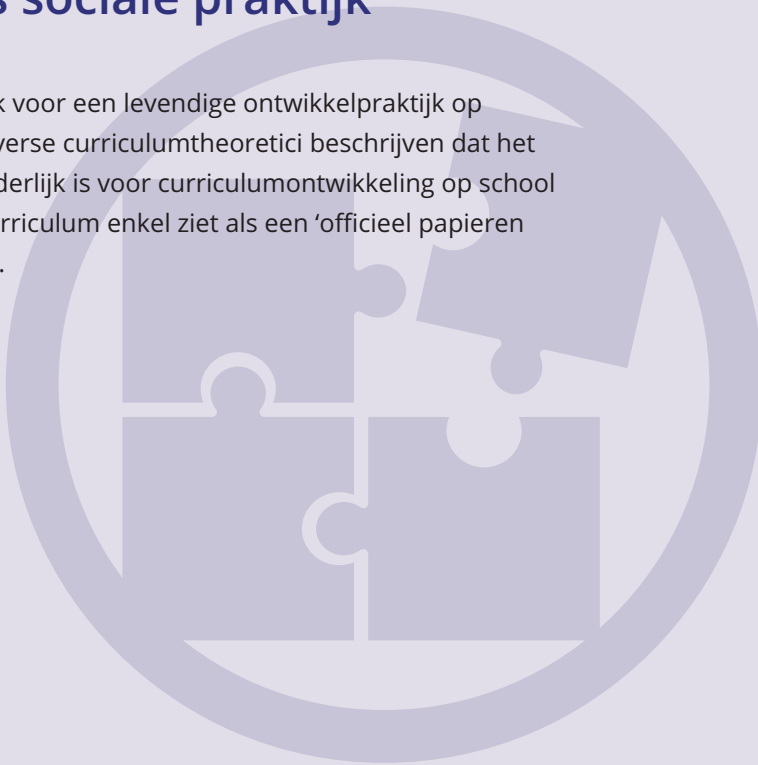 s sociale praktijk
k voor een levendige ontwikkelpraktijk op
verse curriculumtheoretici beschrijven dat het
derlijk is voor curriculumontwikkeling op school
rriculum enkel ziet als een ‘officieel papieren
.